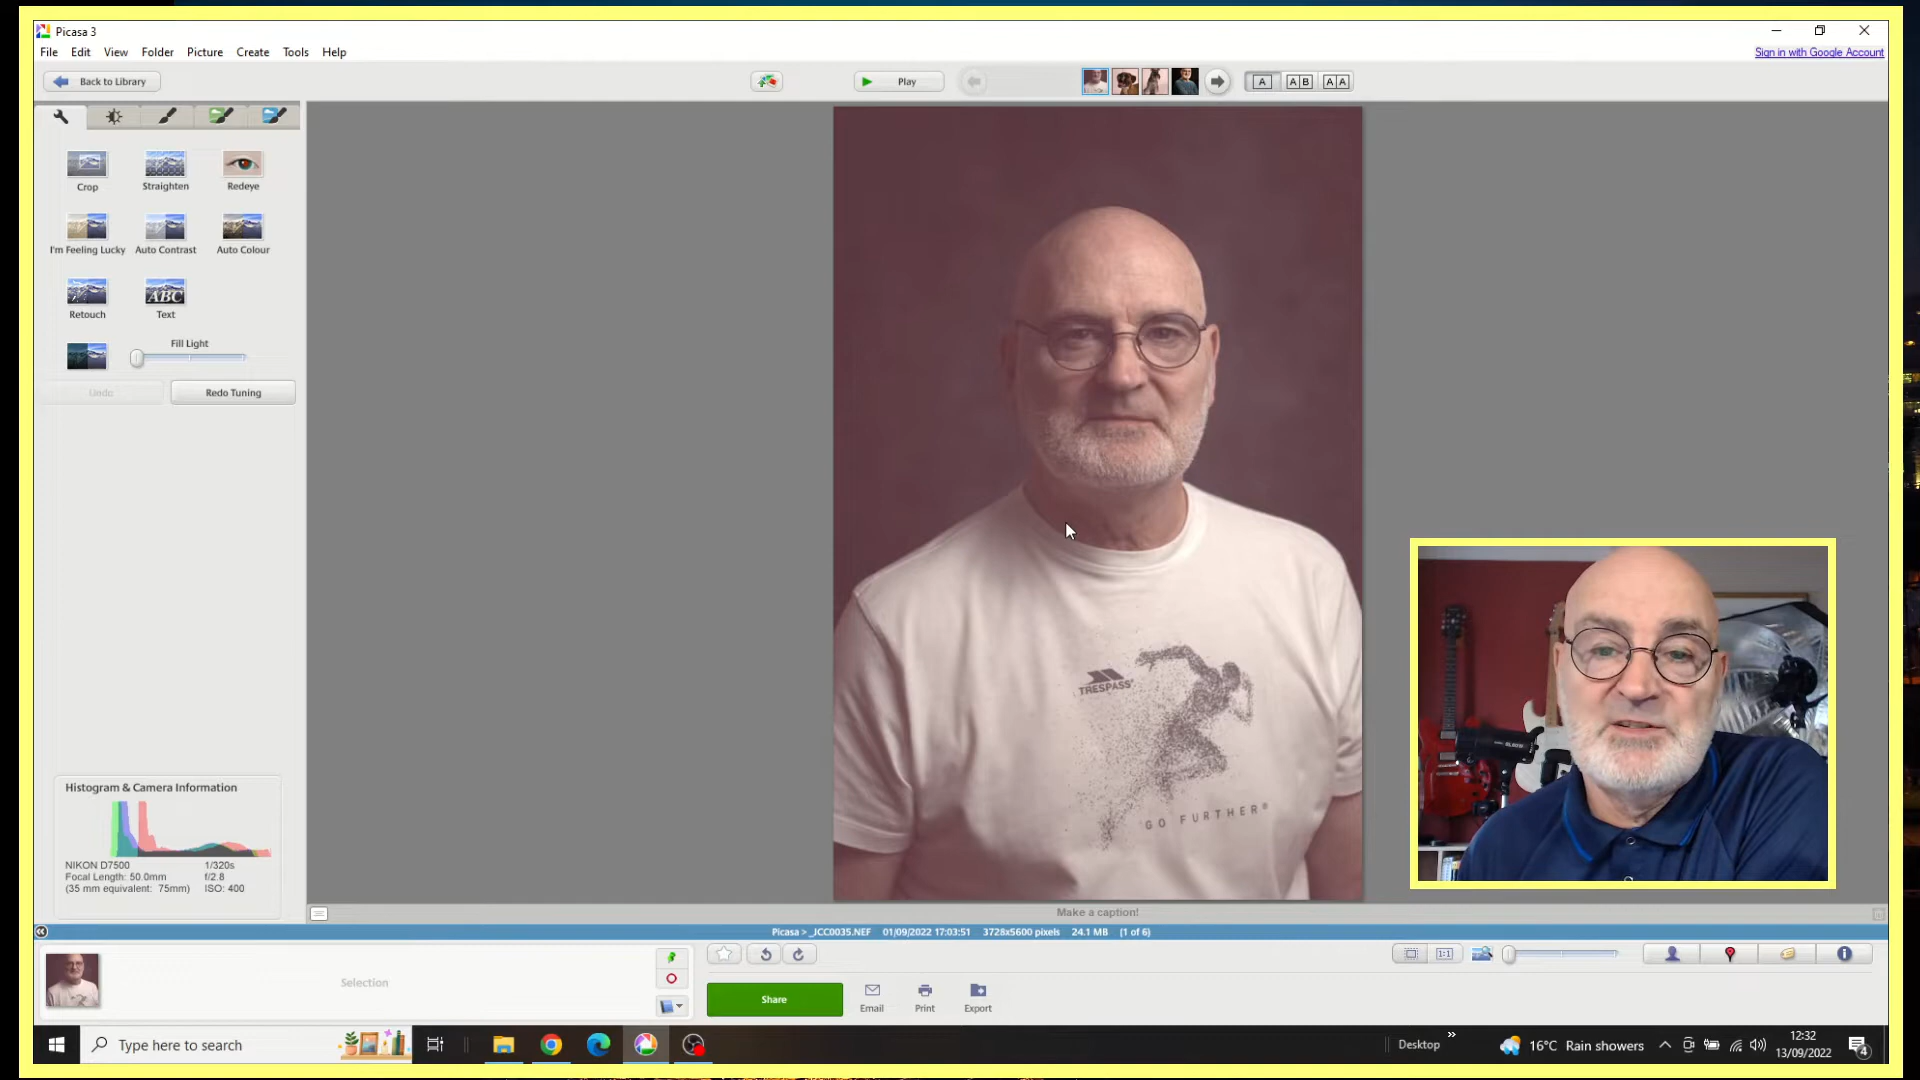 Picasa 3
File Edit View Folder Picture Create Tools Help
Sign in with Google Account
Back to Library
Play
A
A B
A A
Crop
Straighten
Redeye
I'm Feeling Lucky
Auto Contrast
Auto Colour
ABC
Retouch
Text
Fill Light
Undo
Redo Tuning
TRESPASS®
GO FURTHER®
Histogram & Camera Information
NIKON D7500 1/320s
Focal Length: 50.0mm f/2.8
(35 mm equivalent: 75mm) ISO: 400
Make a caption!
Picasa > _JCC0035.NEF 01/09/2022 17:03:51 3728x5600 pixels 24.1 MB (1 of 6)
Selection
1:1
Share
Email
Print
Export
Type here to search
Desktop
16°C Rain showers
12:32
13/09/2022
4